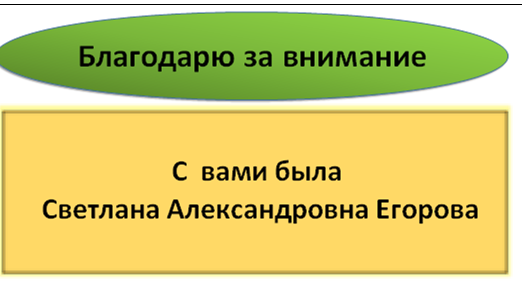 Благодарю за внимание
С вами была
Светлана Александровна Егорова